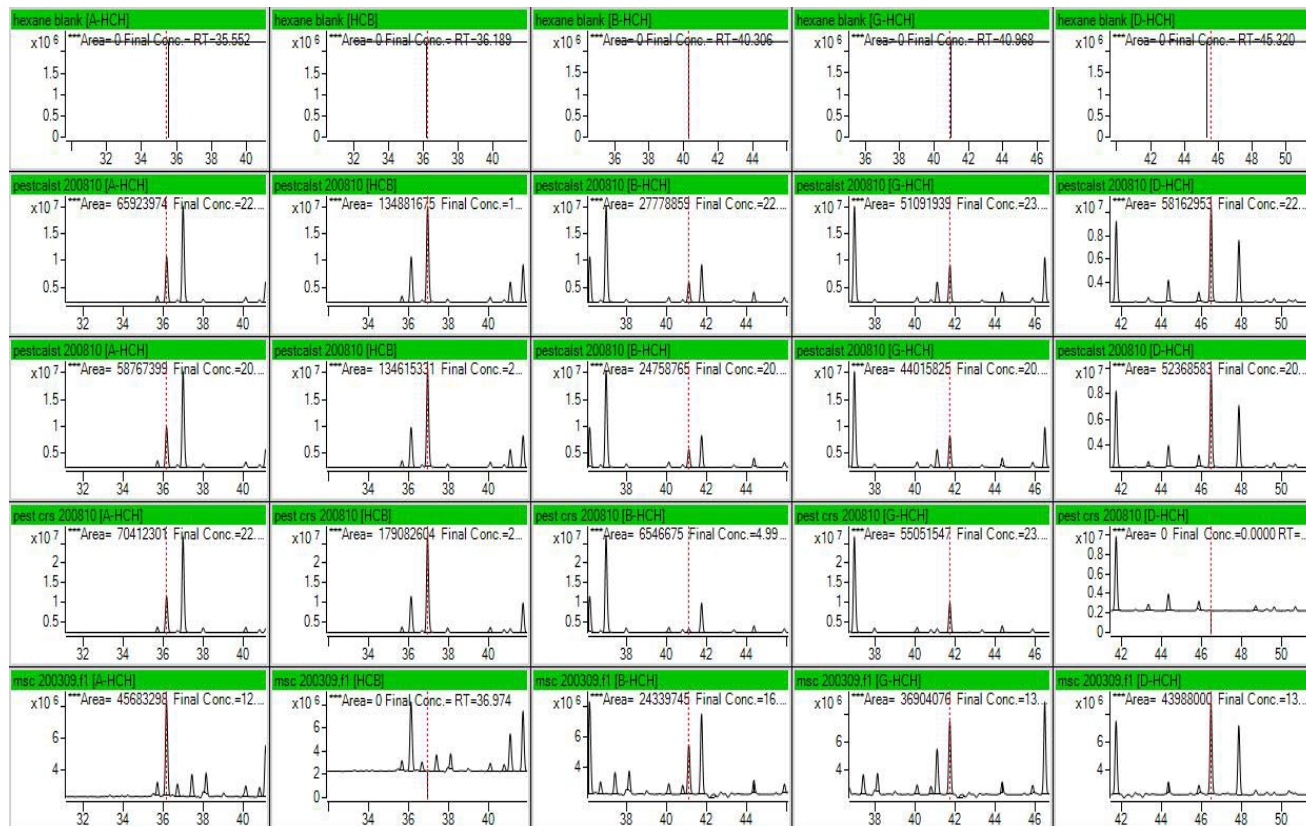 hexane blank [A-HCH]
x10 6
***Area= 0 Final Conc.= RT=35.552
1.5
1
0.5
0
32 34 36 38 40
hexane blank [HCB]
x10 6
***Area= 0 Final Conc.= RT=36.189
1.5
1
0.5
0
32 34 36 38 40
hexane blank [B-HCH]
x10 6
***Area= 0 Final Conc.= RT=40.306
1.5
1
0.5
0
36 38 40 42 44
hexane blank [G-HCH]
x10 6
***Area= 0 Final Conc.= RT=40.968
1.5
1
0.5
0
36 38 40 42 44 46
hexane blank [D-HCH]
x10 6
***Area= 0 Final Conc.= RT=45.320
1.5
1
0.5
0
42 44 46 48 50
pestcalst 200810 [A-HCH]
x10 7
***Area= 65923974 Final Conc.=22....
1.5
1
0.5
32 34 36 38 40
pestcalst 200810 [HCB]
x10 7
***Area= 134881675 Final Conc.=1...
1.5
1
0.5
34 36 38 40
pestcalst 200810 [B-HCH]
x10 7
***Area= 27778859 Final Conc.=22....
1.5
1
0.5
38 40 42 44
pestcalst 200810 [G-HCH]
x10 7
***Area= 51091939 Final Conc.=23....
1.5
1
0.5
38 40 42 44 46
pestcalst 200810 [D-HCH]
x10 7
***Area= 58162953 Final Conc.=22....
0.8
0.6
0.4
42 44 46 48 50
pestcalst 200810 [A-HCH]
x10 7
***Area= 58767399 Final Conc.=20....
1.5
1
0.5
32 34 36 38 40
pestcalst 200810 [HCB]
x10 7
***Area= 134615331 Final Conc.=2...
1.5
1
0.5
34 36 38 40
pestcalst 200810 [B-HCH]
x10 7
***Area= 24758765 Final Conc.=20....
1.5
1
0.5
38 40 42 44
pestcalst 200810 [G-HCH]
x10 7
***Area= 44015825 Final Conc.=20....
1.5
1
0.5
38 40 42 44 46
pestcalst 200810 [D-HCH]
x10 7
***Area= 52368583 Final Conc.=20....
0.8
0.6
0.4
42 44 46 48 50
pest crs 200810 [A-HCH]
x10 7
***Area= 70412301 Final Conc.=22....
2
1.5
1
0.5
32 34 36 38 40
pest crs 200810 [HCB]
x10 7
***Area= 179082604 Final Conc.=2...
2
1.5
1
0.5
34 36 38 40
pest crs 200810 [B-HCH]
x10 7
***Area= 6546675 Final Conc.=4.99...
2
1.5
1
0.5
38 40 42 44
pest crs 200810 [G-HCH]
x10 7
***Area= 55051547 Final Conc.=23....
2
1.5
1
0.5
38 40 42 44 46
pest crs 200810 [D-HCH]
x10 7
***Area= 0 Final Conc.=0.0000 RT=...
0.8
0.6
0.4
0.2
0
42 44 46 48 50
msc 200309.f1 [A-HCH]
x10 6
***Area= 45683298 Final Conc.=12....
6
4
32 34 36 38 40
msc 200309.f1 [HCB]
x10 6
***Area= 0 Final Conc.= RT=36.974
6
4
2
0
34 36 38 40
msc 200309.f1 [B-HCH]
x10 6
***Area= 24339745 Final Conc.=16....
6
4
38 40 42 44
msc 200309.f1 [G-HCH]
x10 6
***Area= 36904076 Final Conc.=13....
6
4
38 40 42 44 46
msc 200309.f1 [D-HCH]
x10 6
***Area= 43988000 Final Conc.=13....
6
4
42 44 46 48 50